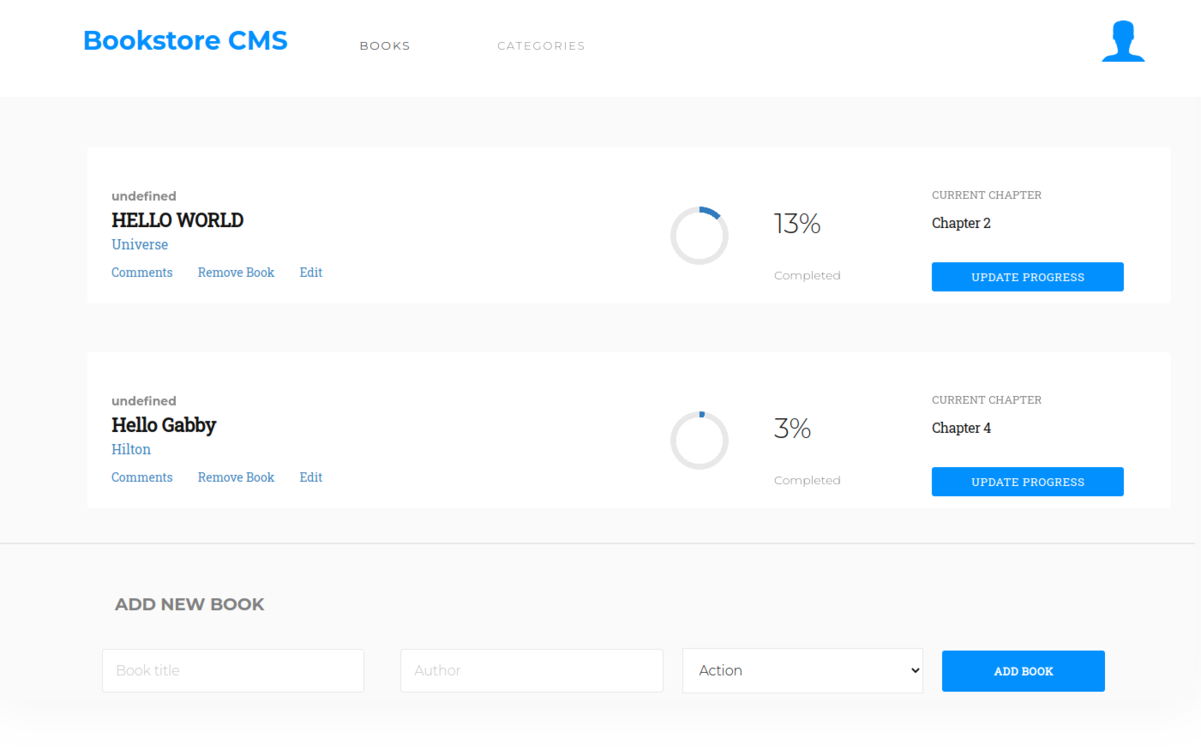 Bookstore CMS
BOOKS
CATEGORIES
undefined
HELLO WORLD
Universe
Comments Remove Book Edit
13%
Completed
CURRENT CHAPTER
Chapter 2
UPDATE PROGRESS
undefined
Hello Gabby
Hilton
Comments Remove Book Edit
3%
Completed
CURRENT CHAPTER
Chapter 4
UPDATE PROGRESS
ADD NEW BOOK
Book title
Author
Action
ADD BOOK